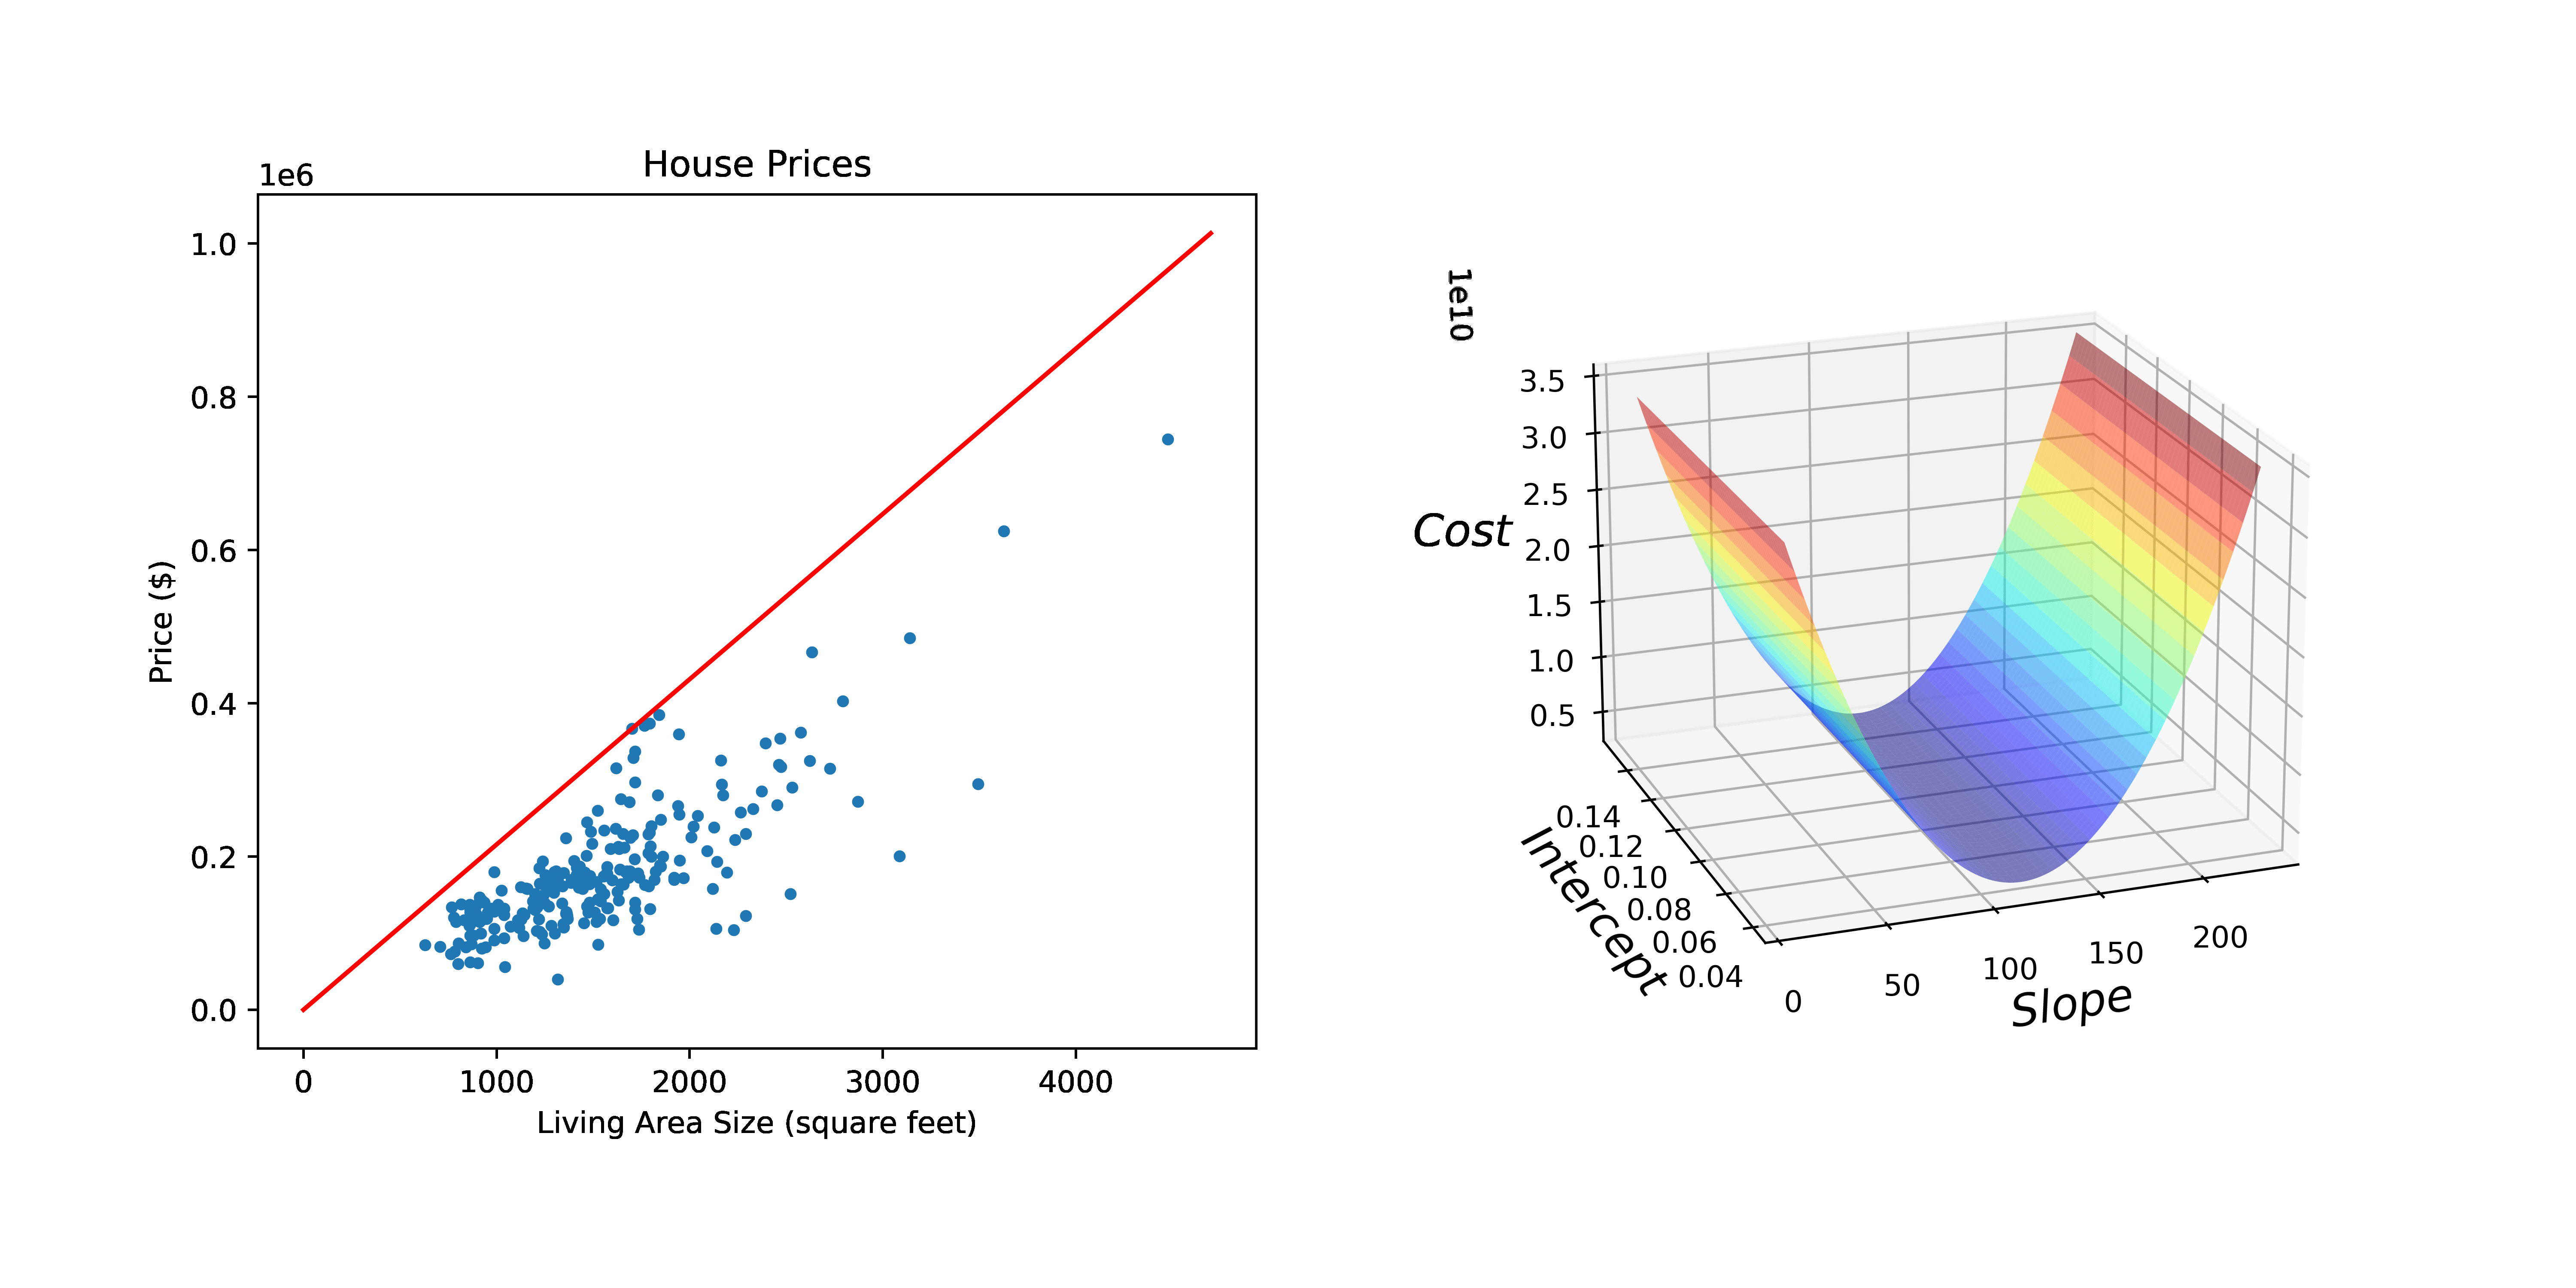 House Prices
1e6
1.0
0.8
0.6
0.4
0.2
0.0
Price ($)
0 1000 2000 3000 4000
Living Area Size (square feet)
1e10
3.5
3.0
2.5
2.0
1.5
1.0
0.5
Cost
0.14
0.12
0.10
0.08
0.06
0.04
Intercept
0 50 100 150 200
Slope